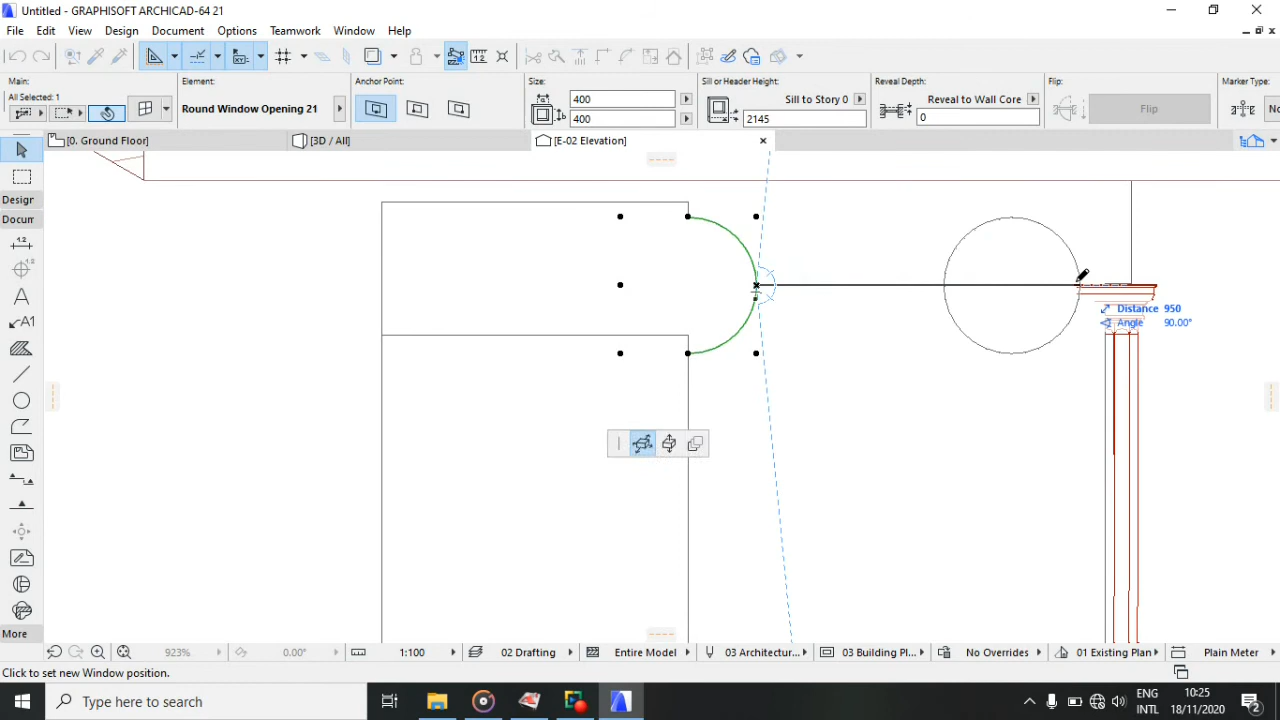 Untitled - GRAPHISOFT ARCHICAD-64 21
File Edit View Design Document Options Teamwork Window Help
Main: Element: Anchor Point: Size: Sill or Header Height: Reveal Depth: Flip: Marker Type:
All Selected: 1
Round Window Opening 21
400
400
Sill to Story 0
2145
Reveal to Wall Core
0
Flip
No
[0. Ground Floor] [3D / All] [E-02 Elevation]
Design
Docum
1.2
A
A1
More
Distance 950
Angle 90.00°
923% 0.00° 1:100 02 Drafting Entire Model 03 Architectur... 03 Building Pl... No Overrides 01 Existing Plan Plain Meter
Click to set new Window position.
Type here to search
ENG
INTL
10:25
18/11/2020
2